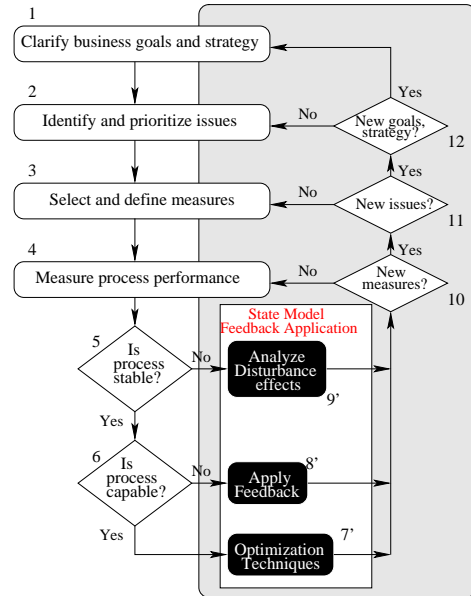 1
Clarify business goals and strategy
2
Identify and prioritize issues
3
Select and define measures
4
Measure process performance
5
Is
process
stable?
No
Yes
6
Is
process
capable?
No
Yes
State Model
Feedback Application
Analyze
Disturbance
effects
9’
Apply
Feedback
8’
Optimization
Techniques
7’
New
measures?
10
No
Yes
New issues?
11
No
Yes
New goals,
strategy?
12
No
Yes